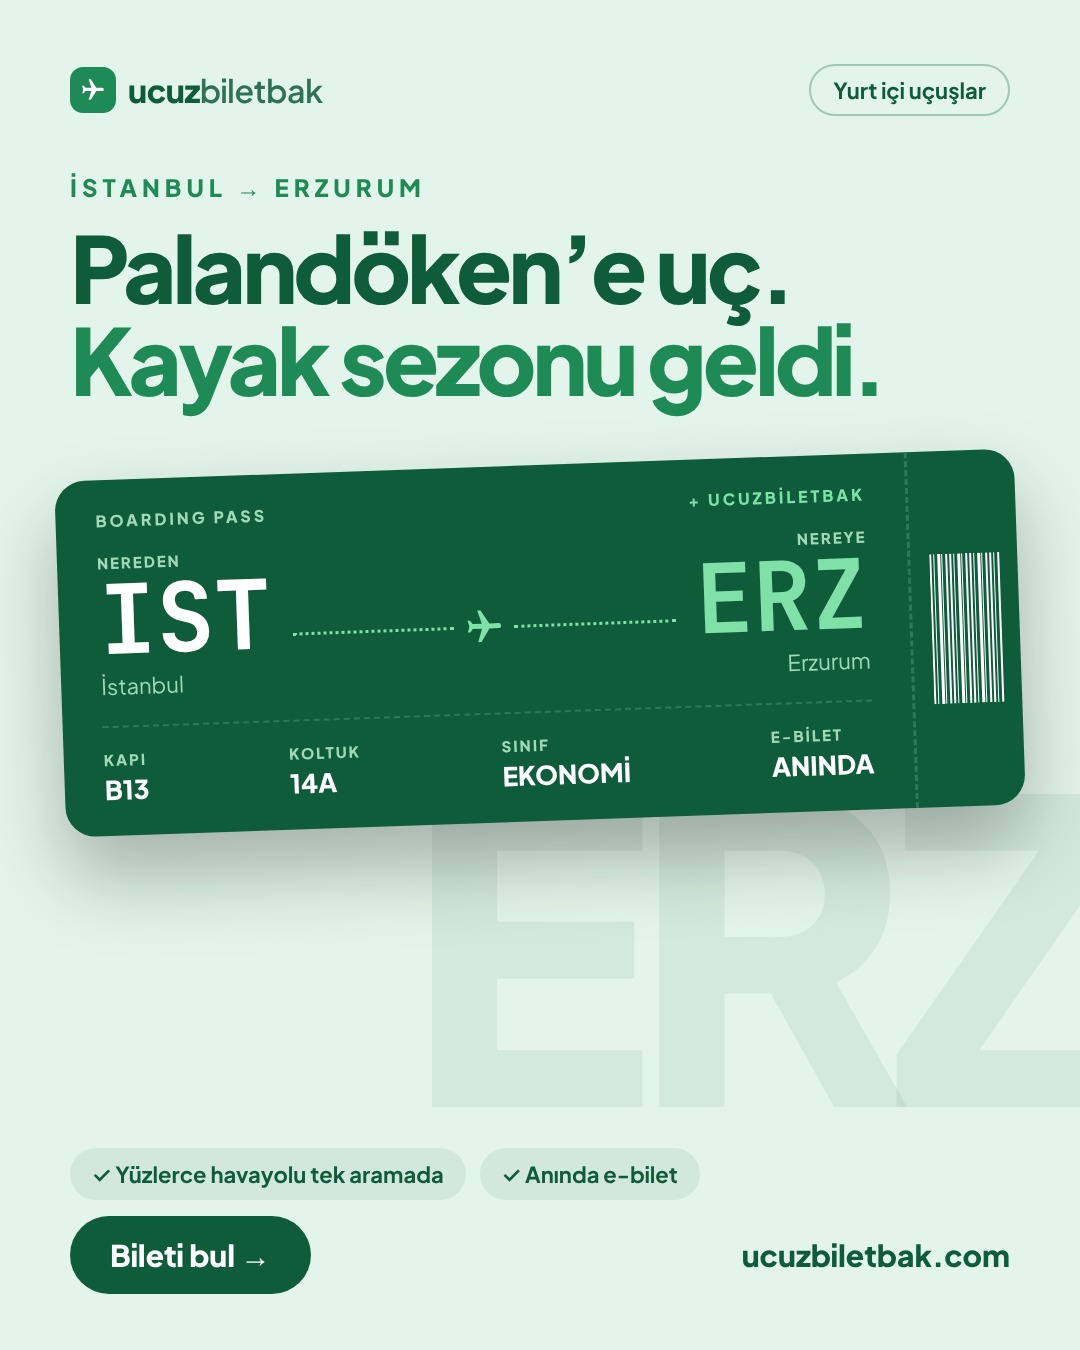 ucuzbiletbak
Yurt içi uçuşlar
İSTANBUL → ERZURUM
Palandöken’e uç.
Kayak sezonu geldi.
BOARDING PASS
+ UCUZBİLETBAK
NEREDEN
NEREYE
IST
ERZ
İstanbul
Erzurum
KAPI
KOLTUK
SINIF
E-BİLET
B13
14A
EKONOMİ
ANINDA
ERZ
✓ Yüzlerce havayolu tek aramada
✓ Anında e-bilet
Bileti bul →
ucuzbiletbak.com